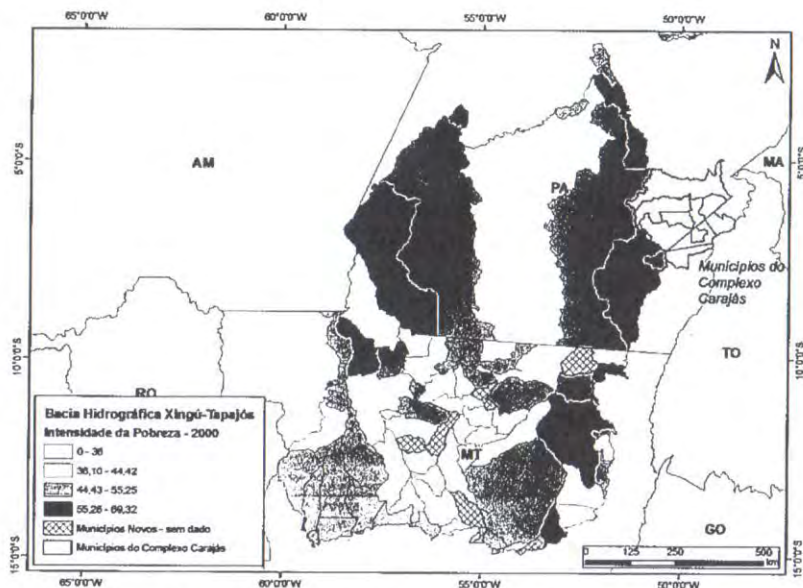 65°0'0"W 60°0'0"W 55°0'0"W 50°0'0"W
N
5°0'0"S
5°0'0"S
AM
PA
MA
Municípios do
Complexo
Carajás
10°0'0"S
10°0'0"S
TO
RO
MT
GO
Bacia Hidrográfica Xingú-Tapajós
Intensidade da Pobreza - 2000
0 - 36
36,10 - 44,42
44,43 - 55,25
55,26 - 69,32
Municípios Novos - sem dado
Municípios do Complexo Carajás
0 125 250 500
km
15°0'0"S
15°0'0"S
65°0'0"W 60°0'0"W 55°0'0"W 50°0'0"W